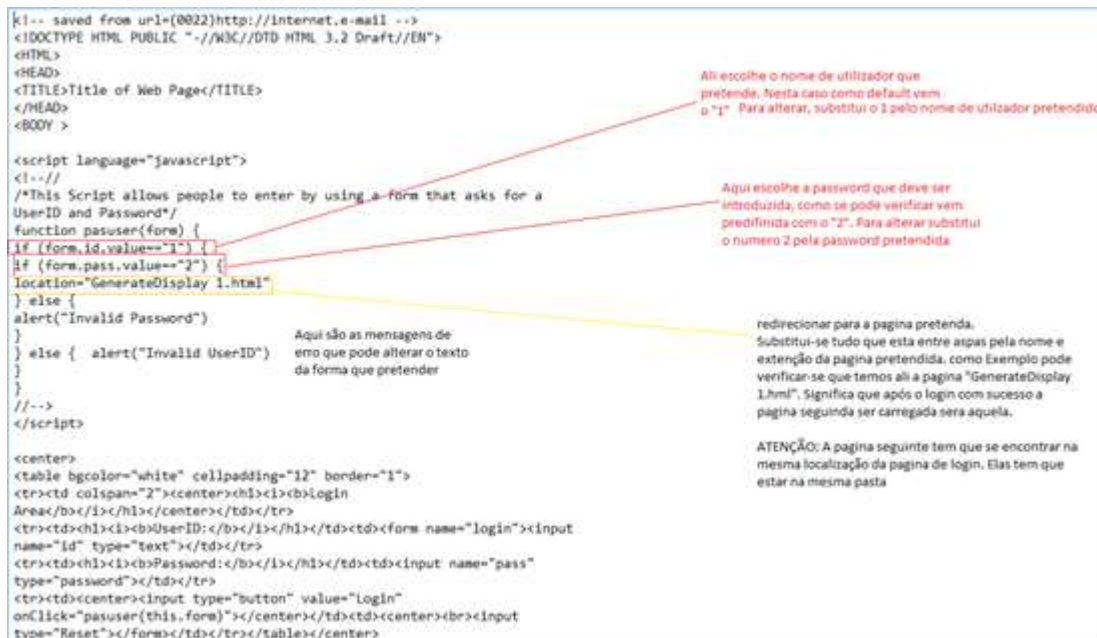 <!-- saved from url=(0022)http://internet.e-mail -->
<!DOCTYPE HTML PUBLIC "-//W3C//DTD HTML 3.2 Draft//EN">
<HTML>
<HEAD>
<TITLE>Title of Web Page</TITLE>
</HEAD>
<BODY >
<script language="javascript">
<!--//
/*This Script allows people to enter by using a form that asks for a
UserID and Password*/
function pasuser(form) {
if (form.id.value=="1") {
if (form.pass.value=="2") {
location="GenerateDisplay 1.html"
} else {
alert("Invalid Password")
}
} else {  alert("Invalid UserID")
}
}
//-->
</script>
<center>
<table bgcolor="white" cellpadding="12" border="1">
<tr><td colspan="2"><center><h1><i><b>Login
Area</b></i></h1></center></td></tr>
<tr><td><h1><i><b>UserID:</b></i></h1></td><td><form name="login"><input
name="id" type="text"></td></tr>
<tr><td><h1><i><b>Password:</b></i></h1></td><td><input name="pass"
type="password"></td></tr>
<tr><td><center><input type="button" value="Login"
onClick="pasuser(this.form)"></center></td><td><center><br><input
type="Reset"></form></td></tr></table></center>
Ali escolhe o nome de utilizador que
pretende. Nesta caso como default vem
o "1" Para alterar, substitui o 1 pelo nome de utilzador pretendido
Aqui escolhe a password que deve ser
introduzida, como se pode verificar vem
predifinida com o "2". Para alterar substitui
o numero 2 pela password pretendida
Aqui são as mensagens de
erro que pode alterar o texto
da forma que pretender
redirecionar para a pagina pretenda.
Substitui-se tudo que esta entre aspas pela nome e
extenção da pagina pretendida. como Exemplo pode
verificar-se que temos ali a pagina "GenerateDisplay
1.hml". Significa que após o login com sucesso a
pagina seguinda ser carregada sera aquela.
ATENÇÃO: A pagina seguinte tem que se encontrar na
mesma localização da pagina de login. Elas tem que
estar na mesma pasta